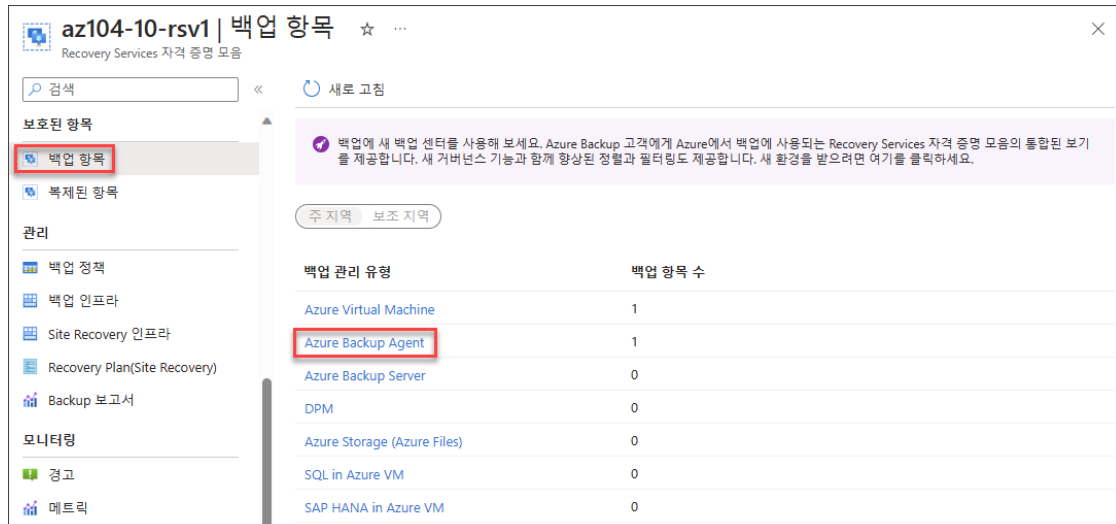 az104-10-rsv1 | 백업 항목
Recovery Services 자격 증명 모음
검색
새로 고침
보호된 항목
백업 항목
복제된 항목
관리
백업 정책
백업 인프라
Site Recovery 인프라
Recovery Plan(Site Recovery)
Backup 보고서
모니터링
경고
메트릭
백업에 새 백업 센터를 사용해 보세요. Azure Backup 고객에게 Azure에서 백업에 사용되는 Recovery Services 자격 증명 모음의 통합된 보기
를 제공합니다. 새 거버넌스 기능과 함께 향상된 정렬과 필터링도 제공합니다. 새 환경을 받으려면 여기를 클릭하세요.
주 지역 보조 지역
백업 관리 유형 백업 항목 수
Azure Virtual Machine 1
Azure Backup Agent 1
Azure Backup Server 0
DPM 0
Azure Storage (Azure Files) 0
SQL in Azure VM 0
SAP HANA in Azure VM 0